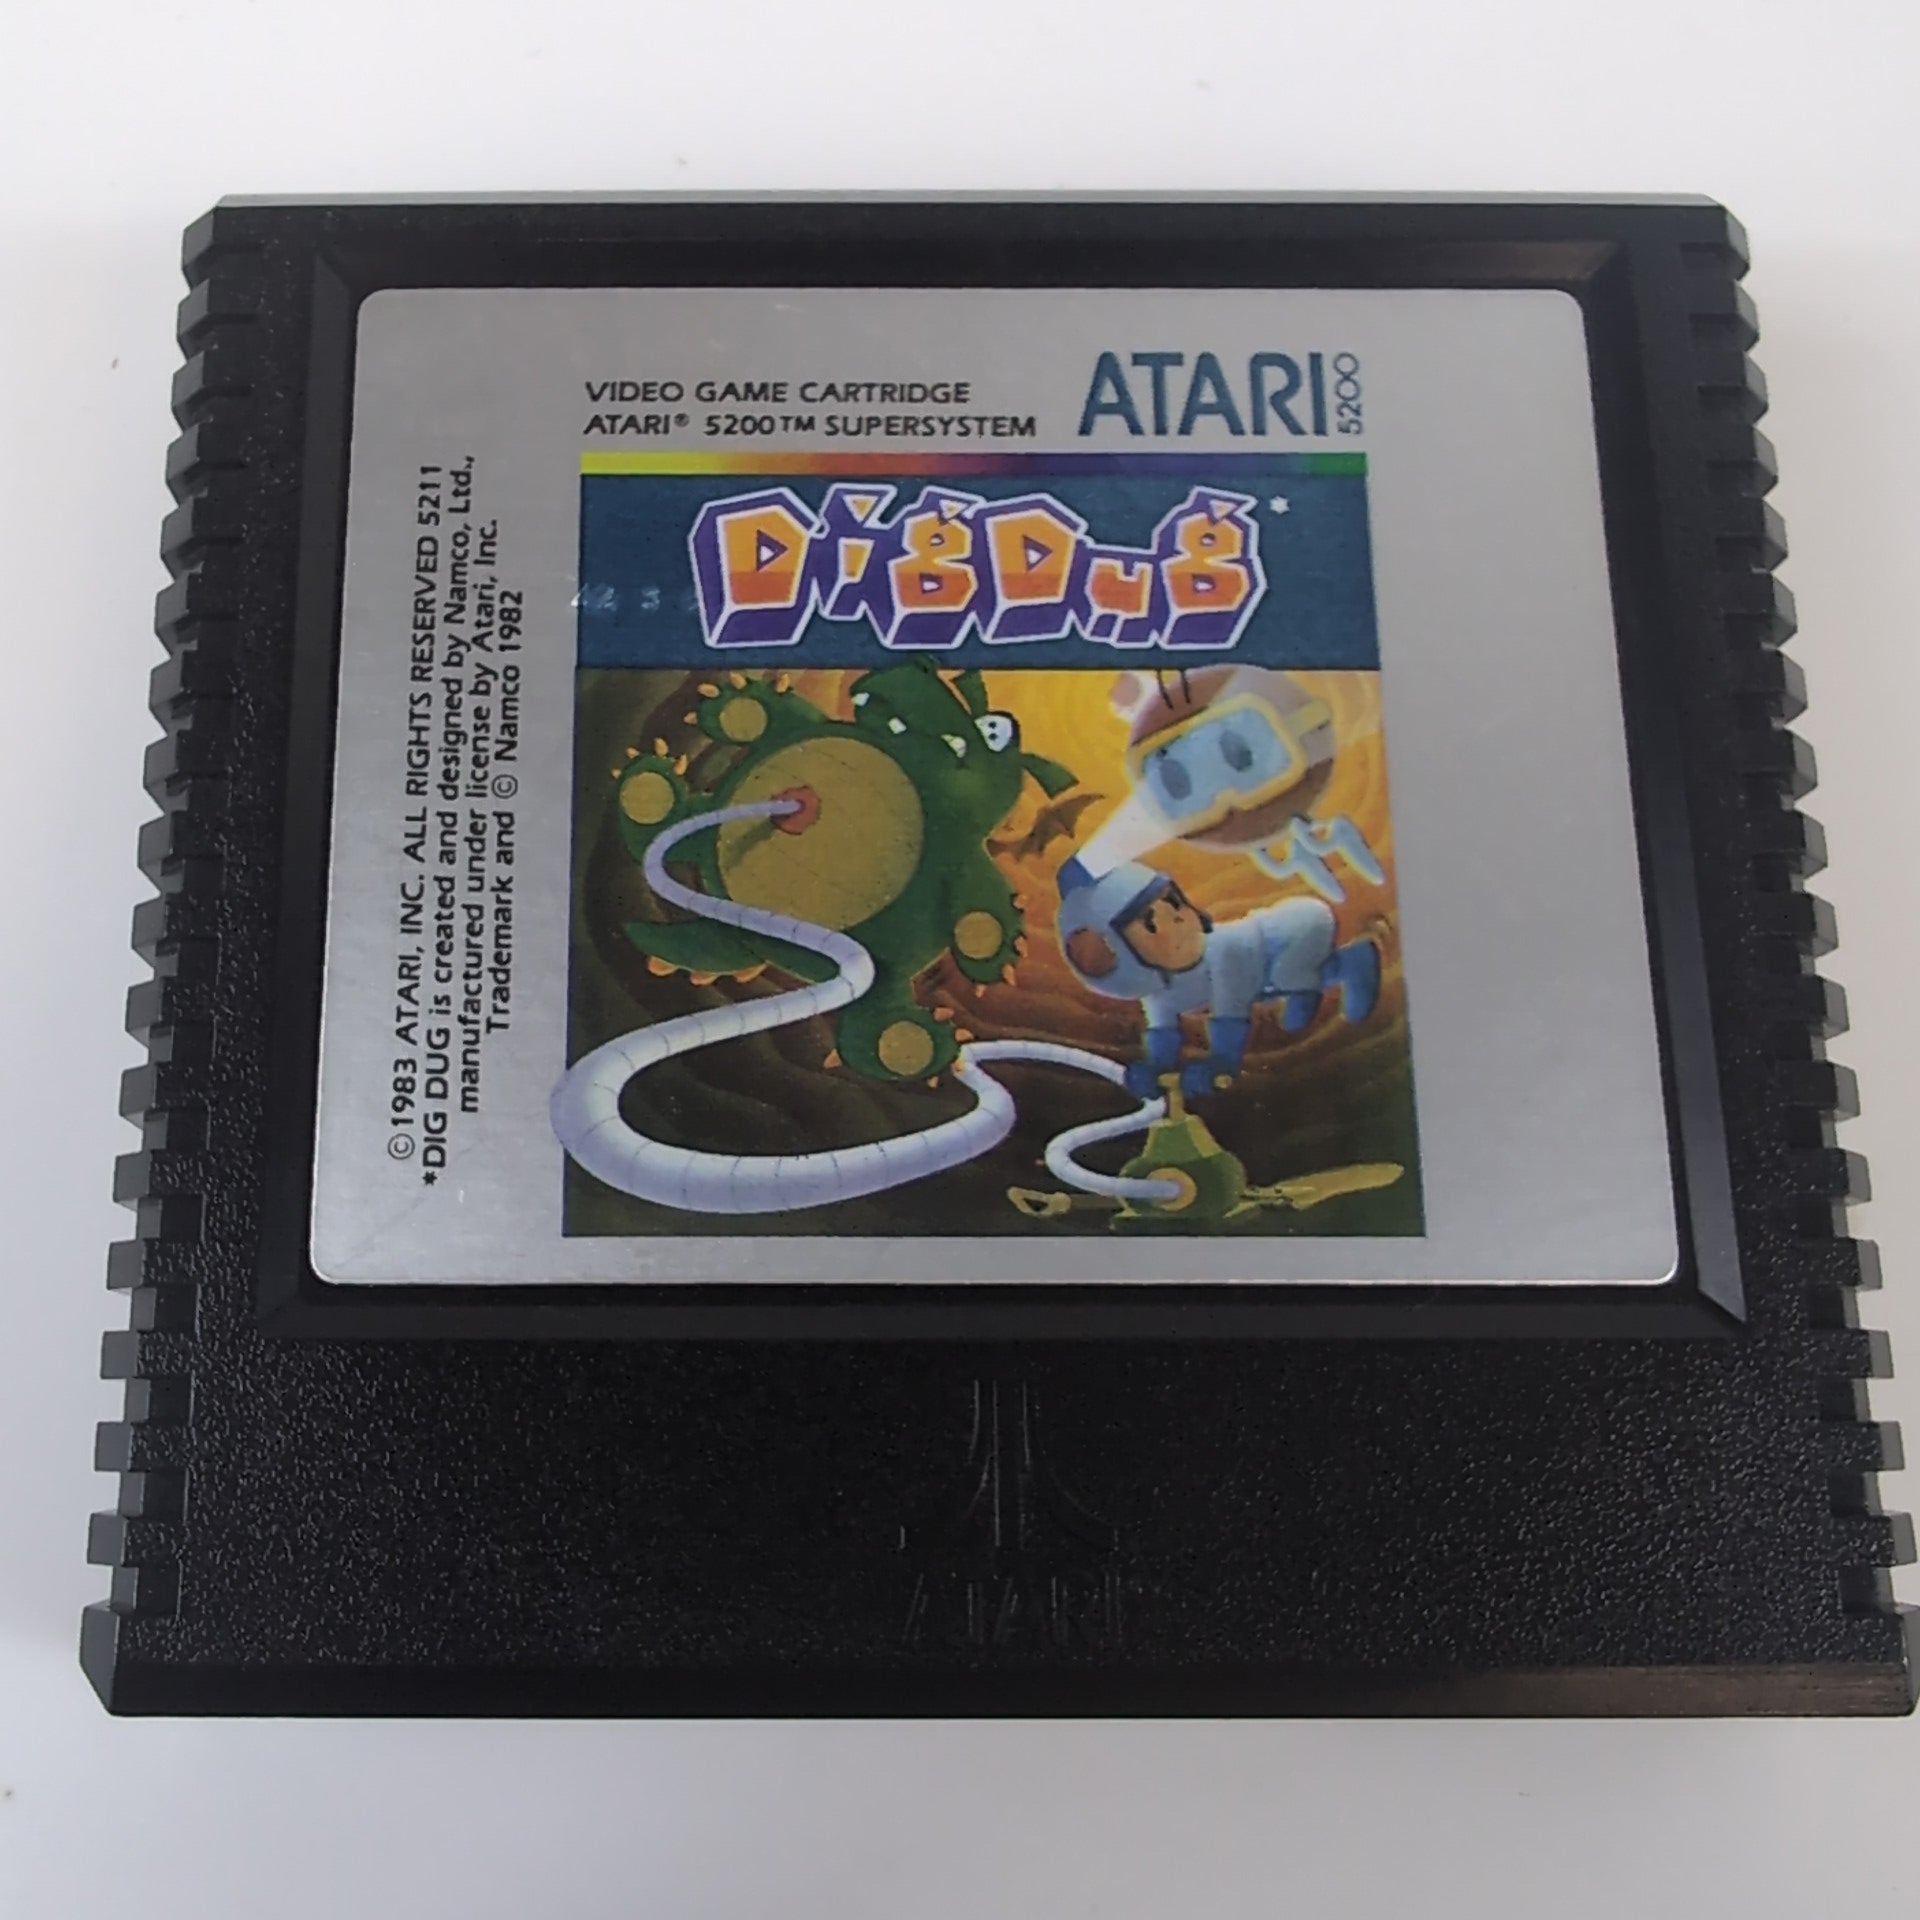 VIDEO GAME CARTRIDGE
ATARI® 5200™ SUPERSYSTEM
ATARI 5200
Dig Dug*
©1983 ATARI, INC. ALL RIGHTS RESERVED 5211
*DIG DUG is created and designed by Namco, Ltd.,
manufactured under license by Atari, Inc.
Trademark and © Namco 1982
ATARI